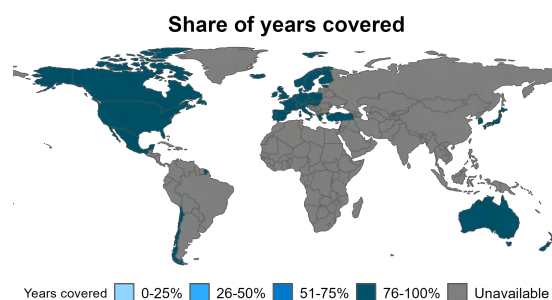 Share of years covered
Years covered 0-25% 26-50% 51-75% 76-100% Unavailable